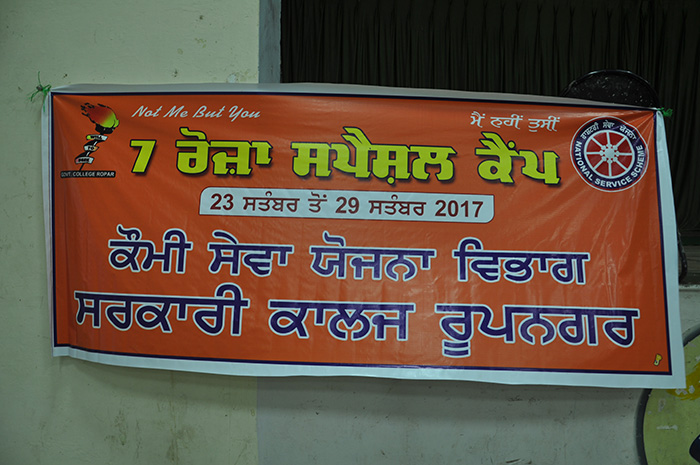 Not Me But You
ਮੈਂ ਨਹੀਂ ਤੁਸੀਂ
GOVT. COLLEGE ROPAR
7 ਰੋਜ਼ਾ ਸਪੈਸ਼ਲ ਕੈਂਪ
NATIONAL SERVICE SCHEME
23 ਸਤੰਬਰ ਤੋਂ 29 ਸਤੰਬਰ 2017
ਕੌਮੀ ਸੇਵਾ ਯੋਜਨਾ ਵਿਭਾਗ
ਸਰਕਾਰੀ ਕਾਲਜ ਰੂਪਨਗਰ